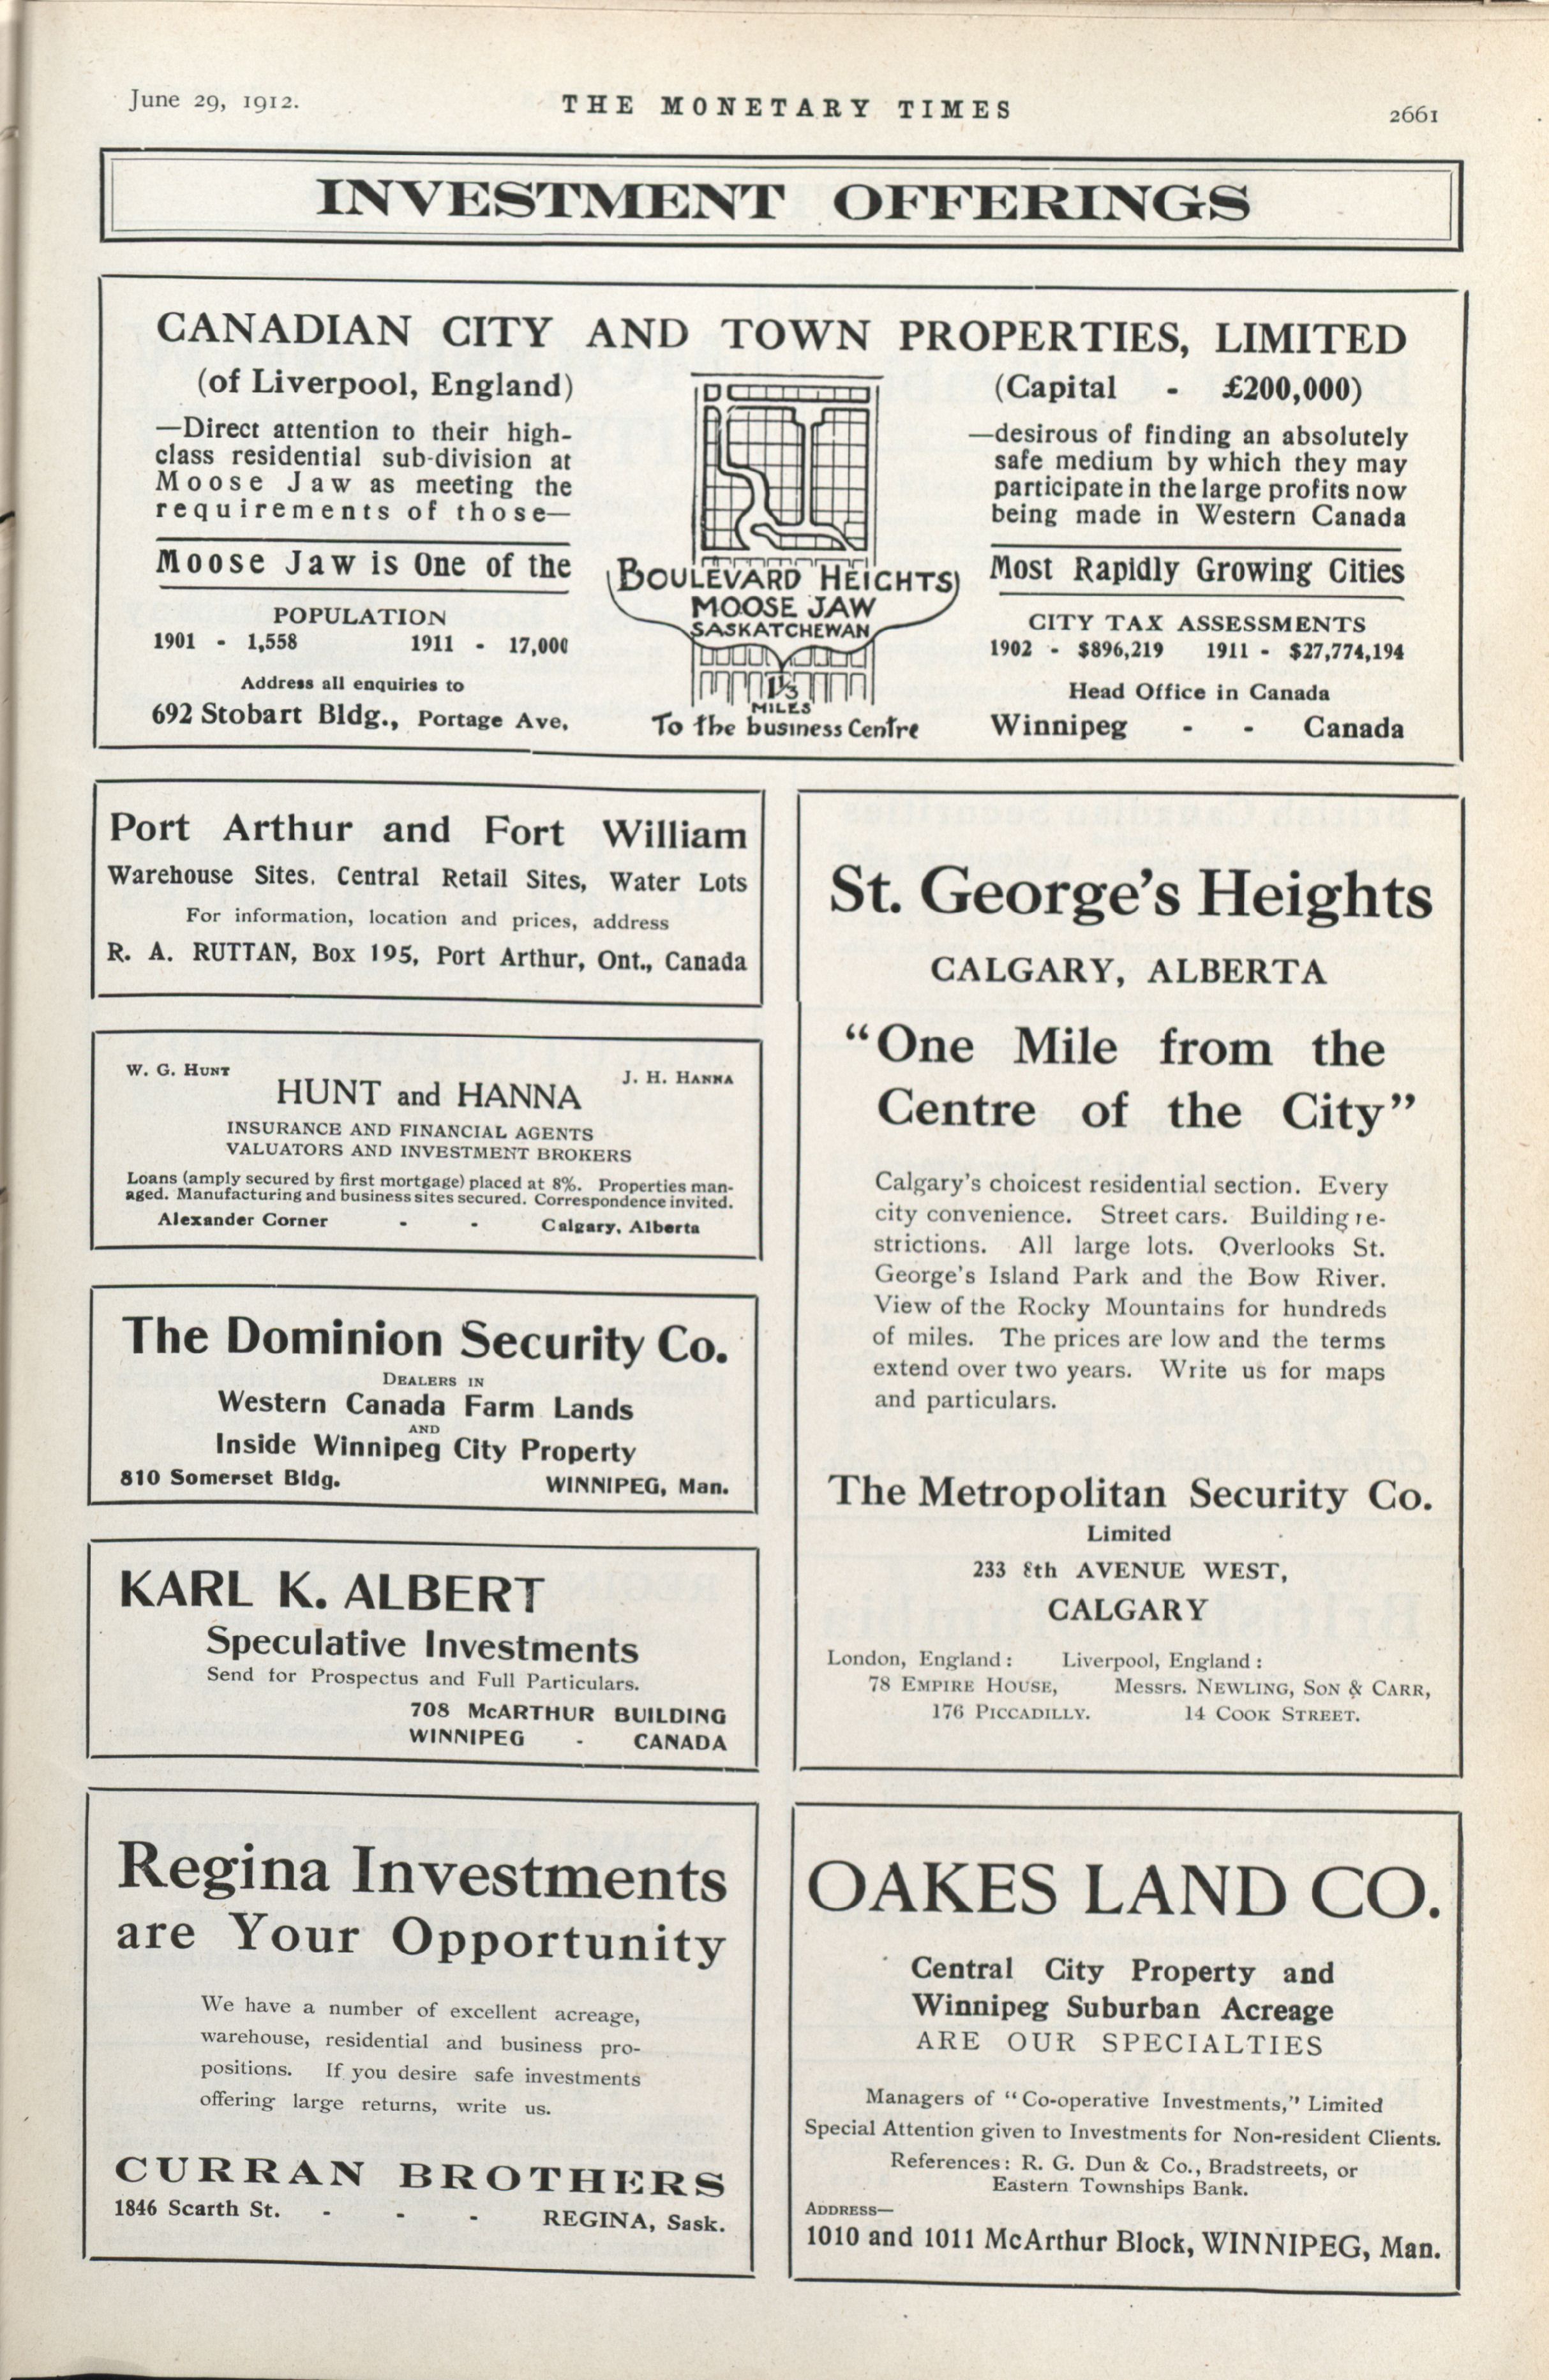 June 29, 1912.
THE MONETARY TIMES
2661
INVESTMENT OFFERINGS
CANADIAN CITY AND TOWN PROPERTIES, LIMITED
(of Liverpool, England)
—Direct attention to their high-
class residential sub-division at
Moose Jaw as meeting the
requirements of those—
Moose Jaw is One of the
POPULATION
1901 - 1,558 1911 - 17,000
Address all enquiries to
692 Stobart Bldg., Portage Ave.
BOULEVARD HEIGHTS
MOOSE JAW
SASKATCHEWAN
MILES
To the business Centre
(Capital - £200,000)
—desirous of finding an absolutely
safe medium by which they may
participate in the large profits now
being made in Western Canada
Most Rapidly Growing Cities
CITY TAX ASSESSMENTS
1902 - $896,219 1911 - $27,774,194
Head Office in Canada
Winnipeg - - Canada
Port Arthur and Fort William
Warehouse Sites. Central Retail Sites, Water Lots
For information, location and prices, address
R. A. RUTTAN, Box 195, Port Arthur, Ont., Canada
W. G. HUNT
J. H. HANNA
HUNT and HANNA
INSURANCE AND FINANCIAL AGENTS
VALUATORS AND INVESTMENT BROKERS
Loans (amply secured by first mortgage) placed at 8%. Properties man-
aged. Manufacturing and business sites secured. Correspondence invited.
Alexander Corner - - Calgary, Alberta
The Dominion Security Co.
DEALERS IN
Western Canada Farm Lands
AND
Inside Winnipeg City Property
810 Somerset Bldg. WINNIPEG, Man.
KARL K. ALBERT
Speculative Investments
Send for Prospectus and Full Particulars.
708 McARTHUR BUILDING
WINNIPEG - CANADA
Regina Investments
are Your Opportunity
We have a number of excellent acreage,
warehouse, residential and business pro-
positions. If you desire safe investments
offering large returns, write us.
CURRAN BROTHERS
1846 Scarth St. - - - REGINA, Sask.
St. George's Heights
CALGARY, ALBERTA
"One Mile from the
Centre of the City"
Calgary's choicest residential section. Every
city convenience. Street cars. Building re-
strictions. All large lots. Overlooks St.
George's Island Park and the Bow River.
View of the Rocky Mountains for hundreds
of miles. The prices are low and the terms
extend over two years. Write us for maps
and particulars.
The Metropolitan Security Co.
Limited
233 8th AVENUE WEST,
CALGARY
London, England: Liverpool, England:
78 EMPIRE HOUSE, Messrs. NEWLING, SON & CARR,
176 PICCADILLY. 14 COOK STREET.
OAKES LAND CO.
Central City Property and
Winnipeg Suburban Acreage
ARE OUR SPECIALTIES
Managers of "Co-operative Investments," Limited
Special Attention given to Investments for Non-resident Clients.
References: R. G. Dun & Co., Bradstreets, or
Eastern Townships Bank.
ADDRESS—
1010 and 1011 McArthur Block, WINNIPEG, Man.